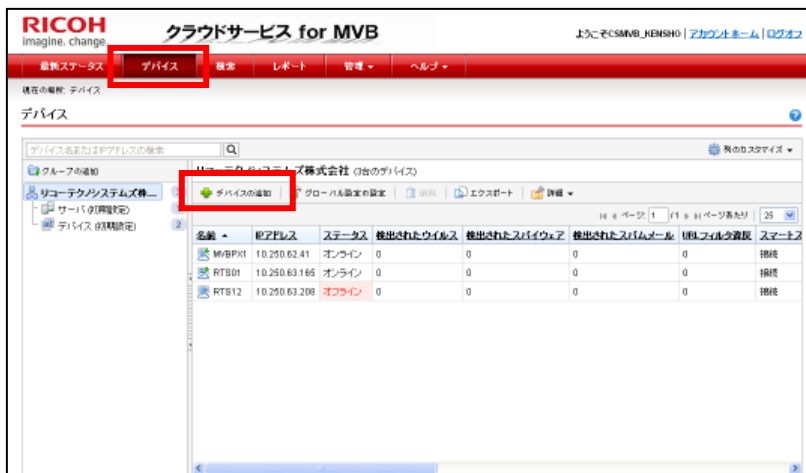 RICOH
imagine. change.
クラウドサービス for MVB
ようこそCSMVB_KENSHO | アカウントホーム | ログオフ
最新ステータス デバイス 検索 レポート 管理 ヘルプ
現在の場所: デバイス
デバイス
デバイス名またはIPアドレスの検索
列のカスタマイズ
グループの追加
リコーテクノシステムズ株式会社 (3台のデバイス)
リコーテクノシステムズ株...
デバイスの追加 グローバル設定の設定 削除 エクスポート 詳細
サーバ (初期設定) 1
デバイス (初期設定) 2
ページ: 1 /1 ページあたり 25
名前 IPアドレス ステータス 検出されたウイルス 検出されたスパイウェア 検出されたスパムメール URLフィルタ違反 スマートス
MVBPX1 10.250.62.41 オンライン 0 0 0 0 接続
RTS01 10.250.63.165 オンライン 0 0 0 0 接続
RTS12 10.250.63.208 オフライン 0 0 0 0 接続